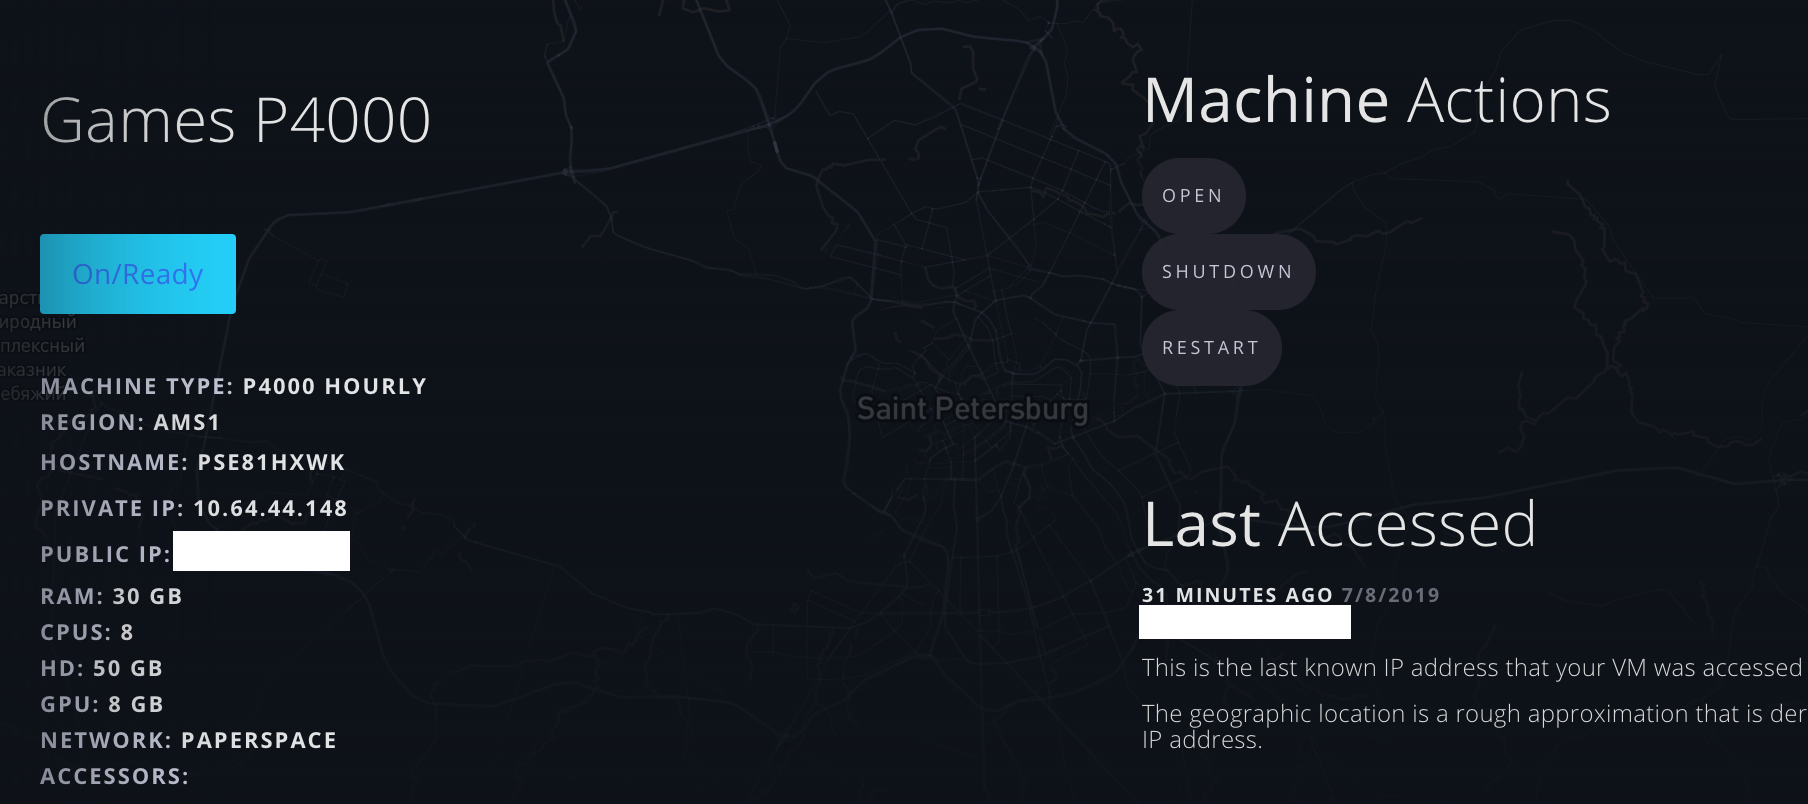 Games P4000
On/Ready
иродный
плексный
аказник
MACHINE TYPE: P4000 HOURLY
REGION: AMS1
HOSTNAME: PSE81HXWK
PRIVATE IP: 10.64.44.148
PUBLIC IP:
RAM: 30 GB
CPUS: 8
HD: 50 GB
GPU: 8 GB
NETWORK: PAPERSPACE
ACCESSORS:
Saint Petersburg
Machine Actions
OPEN
SHUTDOWN
RESTART
Last Accessed
31 MINUTES AGO 7/8/2019
This is the last known IP address that your VM was accessed
The geographic location is a rough approximation that is der
IP address.